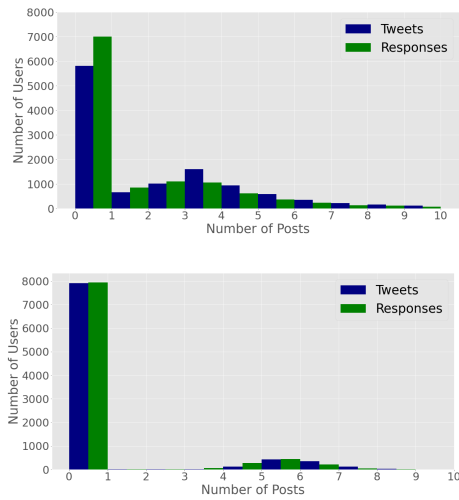 8000
7000
6000
5000
4000
3000
2000
1000
0
Number of Users
Tweets
Responses
0 1 2 3 4 5 6 7 8 9 10
Number of Posts
8000
7000
6000
5000
4000
3000
2000
1000
0
Number of Users
Tweets
Responses
0 1 2 3 4 5 6 7 8 9 10
Number of Posts